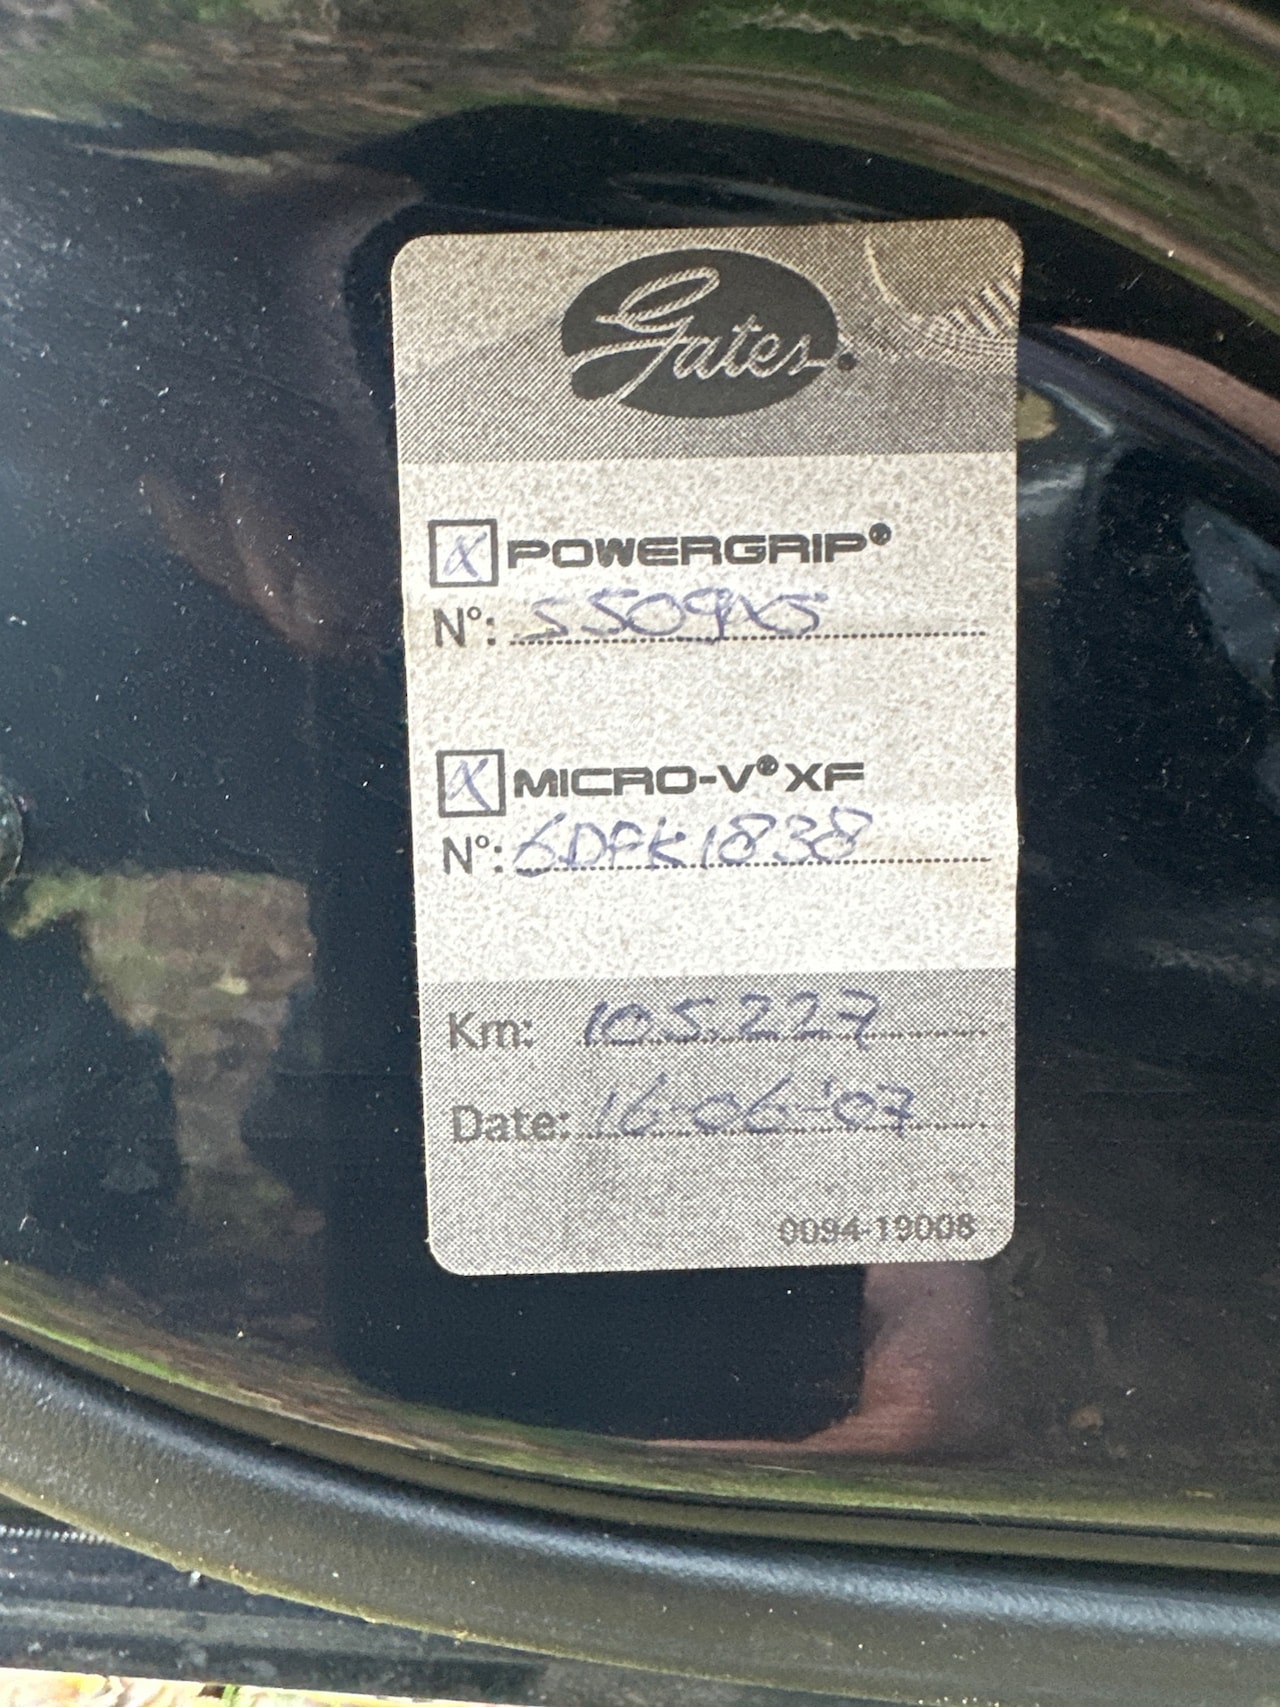 Gates
X POWERGRIP®
N°: 5509XS
X MICRO-V® XF
N°: 6DPK1838
Km: 105.227
Date: 16-06-'07
0094-19008